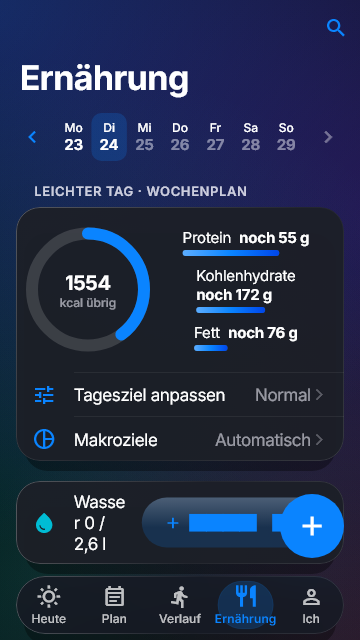 Ernährung
Mo Di Mi Do Fr Sa So
23 24 25 26 27 28 29
LEICHTER TAG · WOCHENPLAN
1554
kcal übrig
Protein noch 55 g
Kohlenhydrate
noch 172 g
Fett noch 76 g
Tagesziel anpassen Normal
Makroziele Automatisch
Wasse
r 0 /
2,6 l
+ +
Heute Plan Verlauf Ernährung Ich